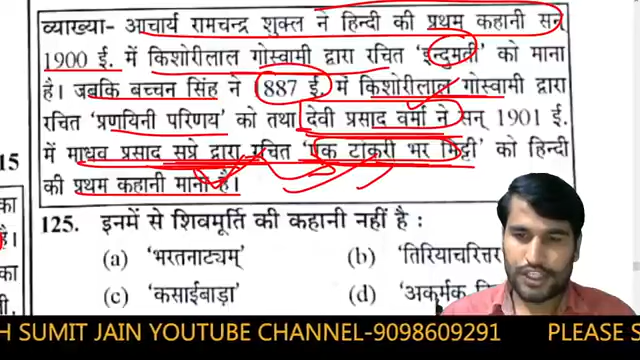 व्याख्या- आचार्य रामचन्द्र शुक्ल ने हिन्दी की प्रथम कहानी सन्
1900 ई. में किशोरीलाल गोस्वामी द्वारा रचित 'इन्दुमती' को माना
है। जबकि बच्चन सिंह ने 1887 ई. में किशोरीलाल गोस्वामी द्वारा
रचित 'प्रणयिनी परिणय' को तथा देवी प्रसाद वर्मा ने सन् 1901 ई.
में माधव प्रसाद सप्रे द्वारा रचित 'एक टांकरी भर मिट्टी' को हिन्दी
की प्रथम कहानी मानी है।
15
का
है।
125. इनमें से शिवमूर्ति की कहानी नहीं है :
(a) 'भरतनाट्यम्' (b) 'तिरियाचरित्तर
का
(c) 'कसाईबाड़ा' (d) 'अकुर्मक
H SUMIT JAIN YOUTUBE CHANNEL-9098609291 PLEASE S